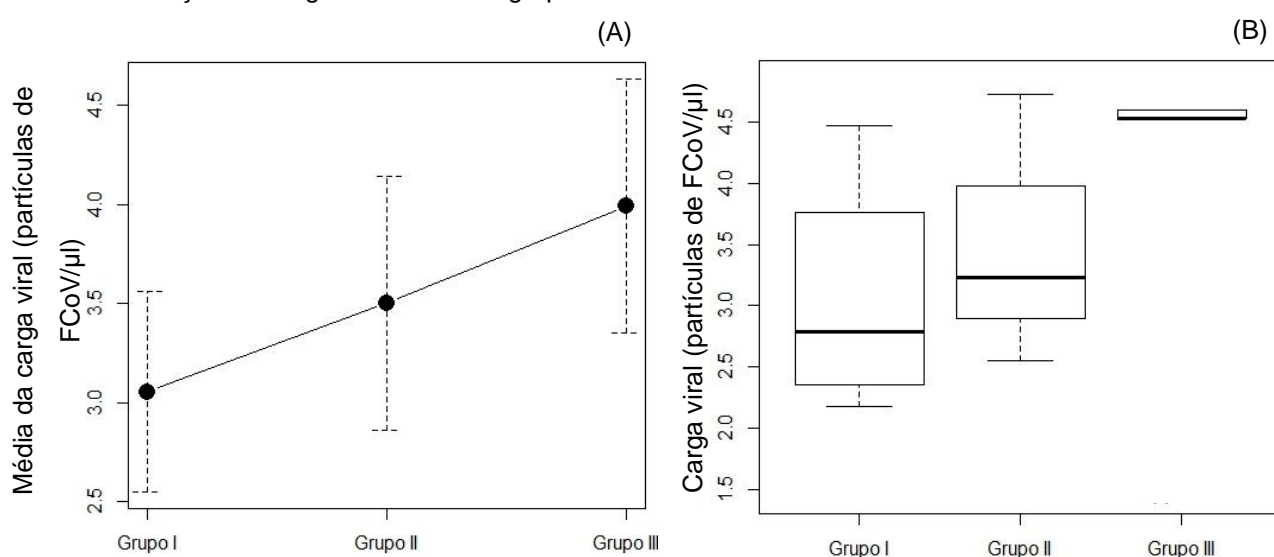 (A)
(B)
Média da carga viral (partículas de
FCoV/µl)
4.5
4.0
3.5
3.0
2.5
Grupo I
Grupo II
Grupo III
Carga viral (partículas de FCoV/µl)
4.5
4.0
3.5
3.0
2.5
2.0
1.5
Grupo I
Grupo II
Grupo III